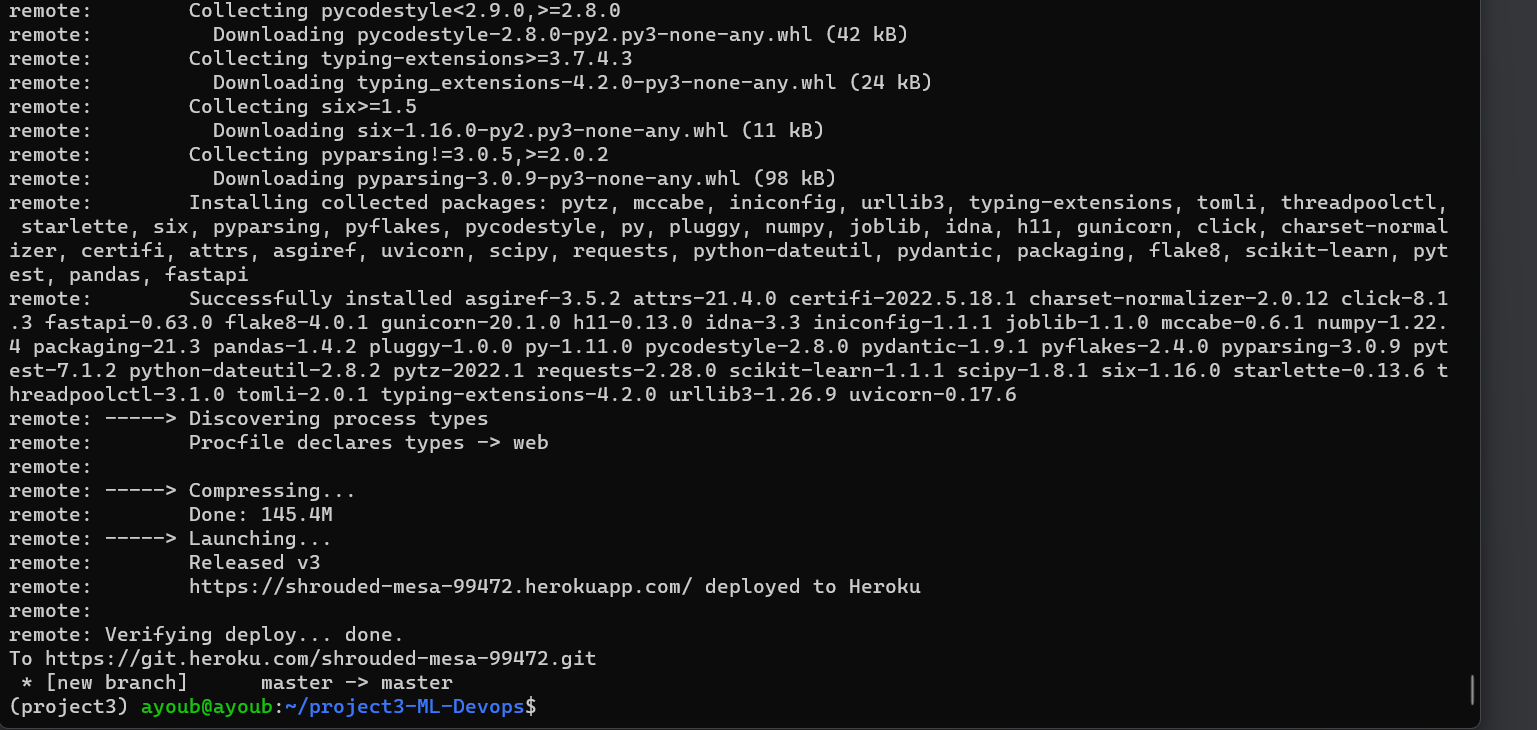 remote:        Collecting pycodestyle<2.9.0,>=2.8.0
remote:          Downloading pycodestyle-2.8.0-py2.py3-none-any.whl (42 kB)
remote:        Collecting typing-extensions>=3.7.4.3
remote:          Downloading typing_extensions-4.2.0-py3-none-any.whl (24 kB)
remote:        Collecting six>=1.5
remote:          Downloading six-1.16.0-py2.py3-none-any.whl (11 kB)
remote:        Collecting pyparsing!=3.0.5,>=2.0.2
remote:          Downloading pyparsing-3.0.9-py3-none-any.whl (98 kB)
remote:        Installing collected packages: pytz, mccabe, iniconfig, urllib3, typing-extensions, tomli, threadpoolctl,
 starlette, six, pyparsing, pyflakes, pycodestyle, py, pluggy, numpy, joblib, idna, h11, gunicorn, click, charset-normal
izer, certifi, attrs, asgiref, uvicorn, scipy, requests, python-dateutil, pydantic, packaging, flake8, scikit-learn, pyt
est, pandas, fastapi
remote:        Successfully installed asgiref-3.5.2 attrs-21.4.0 certifi-2022.5.18.1 charset-normalizer-2.0.12 click-8.1
.3 fastapi-0.63.0 flake8-4.0.1 gunicorn-20.1.0 h11-0.13.0 idna-3.3 iniconfig-1.1.1 joblib-1.1.0 mccabe-0.6.1 numpy-1.22.
4 packaging-21.3 pandas-1.4.2 pluggy-1.0.0 py-1.11.0 pycodestyle-2.8.0 pydantic-1.9.1 pyflakes-2.4.0 pyparsing-3.0.9 pyt
est-7.1.2 python-dateutil-2.8.2 pytz-2022.1 requests-2.28.0 scikit-learn-1.1.1 scipy-1.8.1 six-1.16.0 starlette-0.13.6 t
hreadpoolctl-3.1.0 tomli-2.0.1 typing-extensions-4.2.0 urllib3-1.26.9 uvicorn-0.17.6
remote: -----> Discovering process types
remote:        Procfile declares types -> web
remote:
remote: -----> Compressing...
remote:        Done: 145.4M
remote: -----> Launching...
remote:        Released v3
remote:        https://shrouded-mesa-99472.herokuapp.com/ deployed to Heroku
remote:
remote: Verifying deploy... done.
To https://git.heroku.com/shrouded-mesa-99472.git
 * [new branch]      master -> master
(project3) ayoub@ayoub:~/project3-ML-Devops$